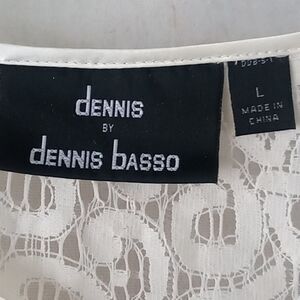 dENNIS
BY
dENNIS bASSO
L
MADE IN
CHINA